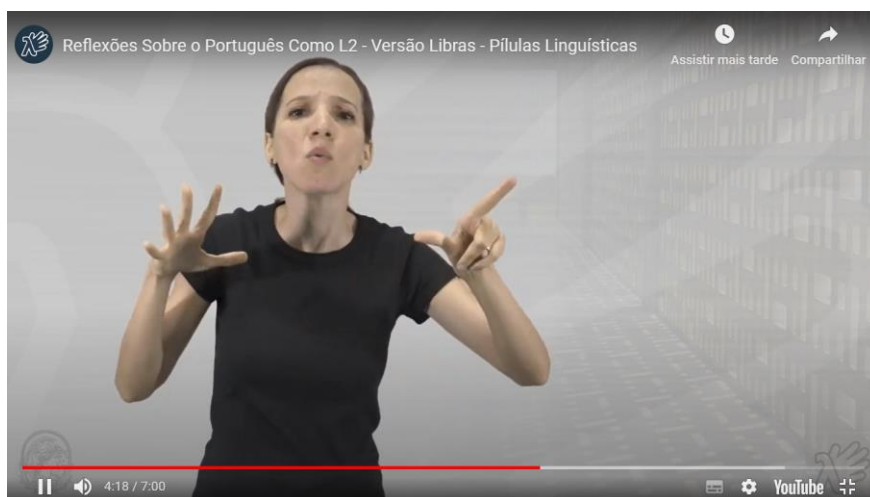 Reflexões Sobre o Português Como L2 - Versão Libras - Pílulas Linguísticas
Assistir mais tarde
Compartilhar
4:18 / 7:00
YouTube